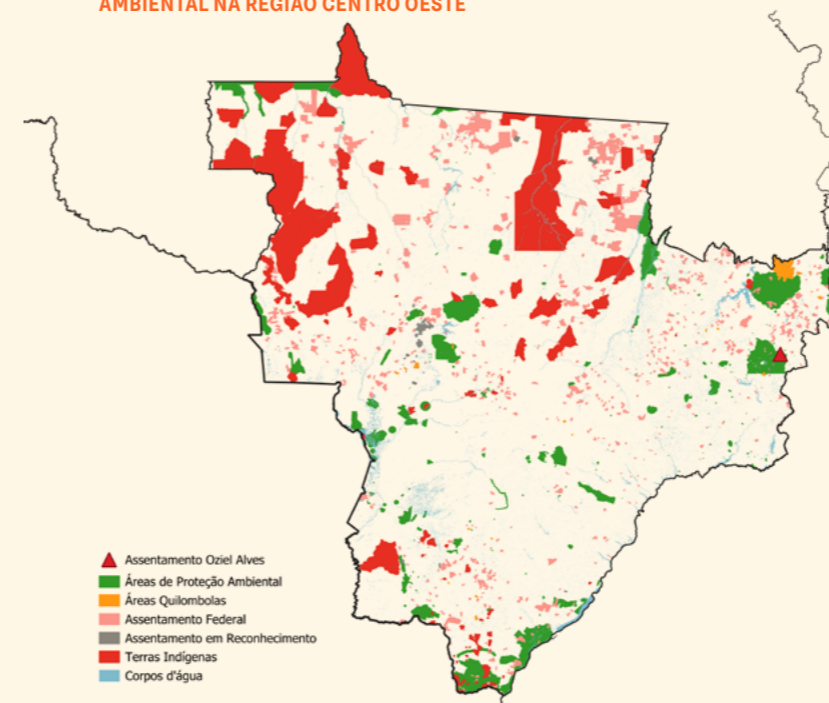 AMBIENTAL NA REGIÃO CENTRO OESTE
Assentamento Oziel Alves
Áreas de Proteção Ambiental
Áreas Quilombolas
Assentamento Federal
Assentamento em Reconhecimento
Terras Indígenas
Corpos d'água